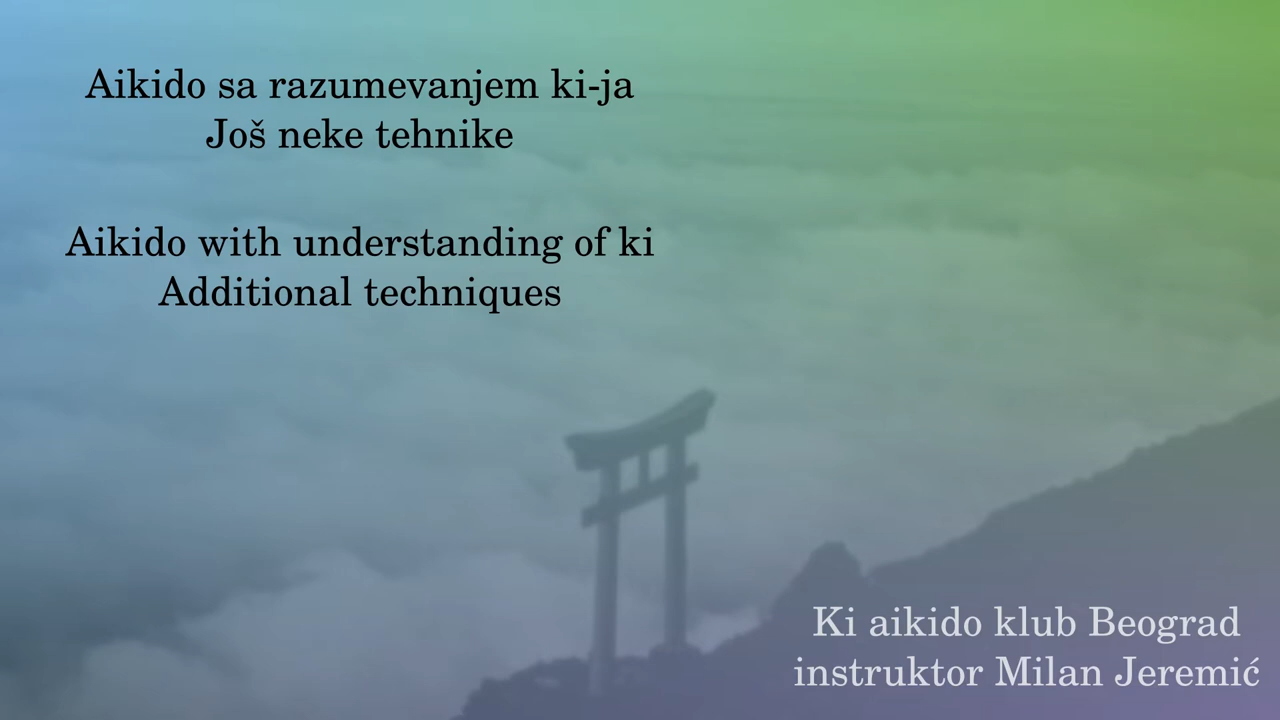 Aikido sa razumevanjem ki-ja
Još neke tehnike
Aikido with understanding of ki
Additional techniques
Ki aikido klub Beograd
instruktor Milan Jeremić